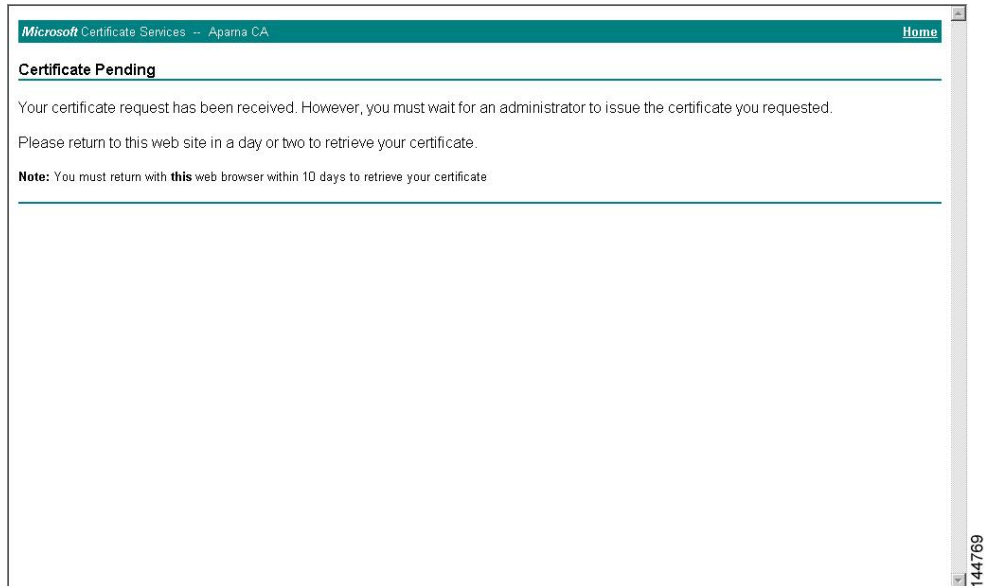 Microsoft Certificate Services -- Aparna CA Home
Certificate Pending
Your certificate request has been received. However, you must wait for an administrator to issue the certificate you requested.
Please return to this web site in a day or two to retrieve your certificate.
Note: You must return with this web browser within 10 days to retrieve your certificate
144769